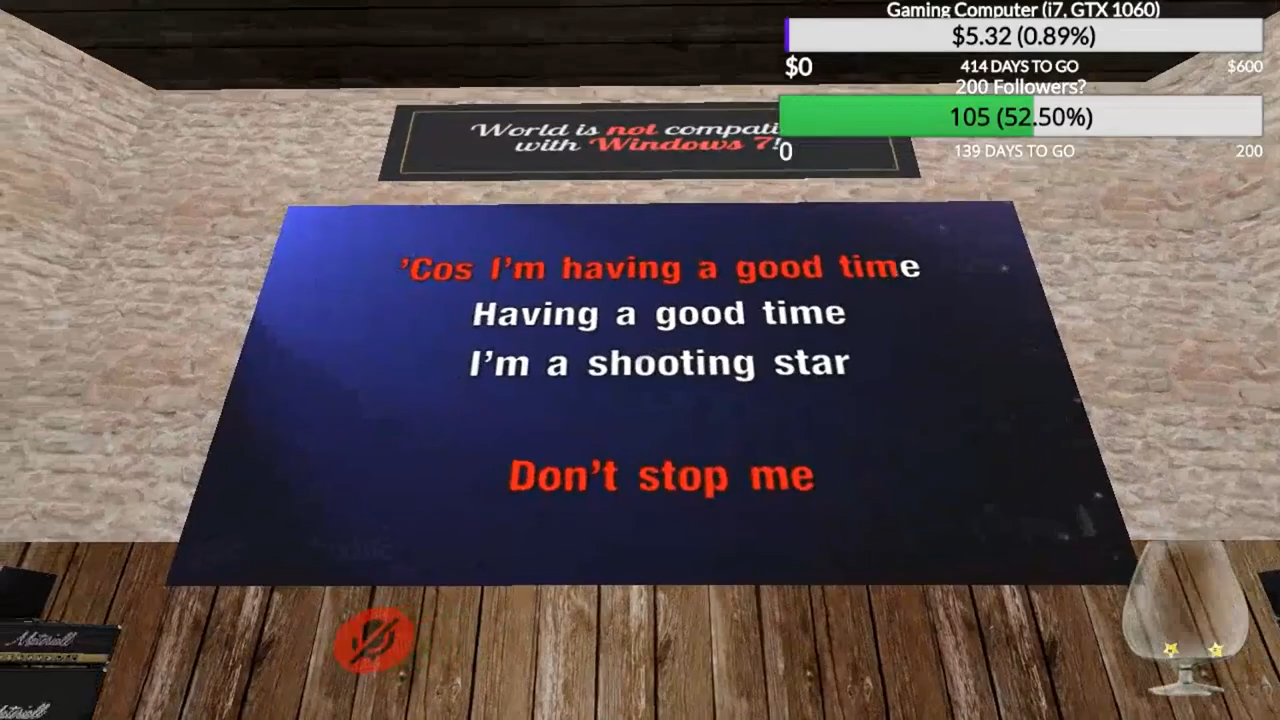 Gaming Computer (i7, GTX 1060)
$5.32 (0.89%)
$0
414 DAYS TO GO
$600
200 Followers?
105 (52.50%)
0
139 DAYS TO GO
200
World is not compati
with Windows 7!
'Cos I'm having a good time
Having a good time
I'm a shooting star
Don't stop me